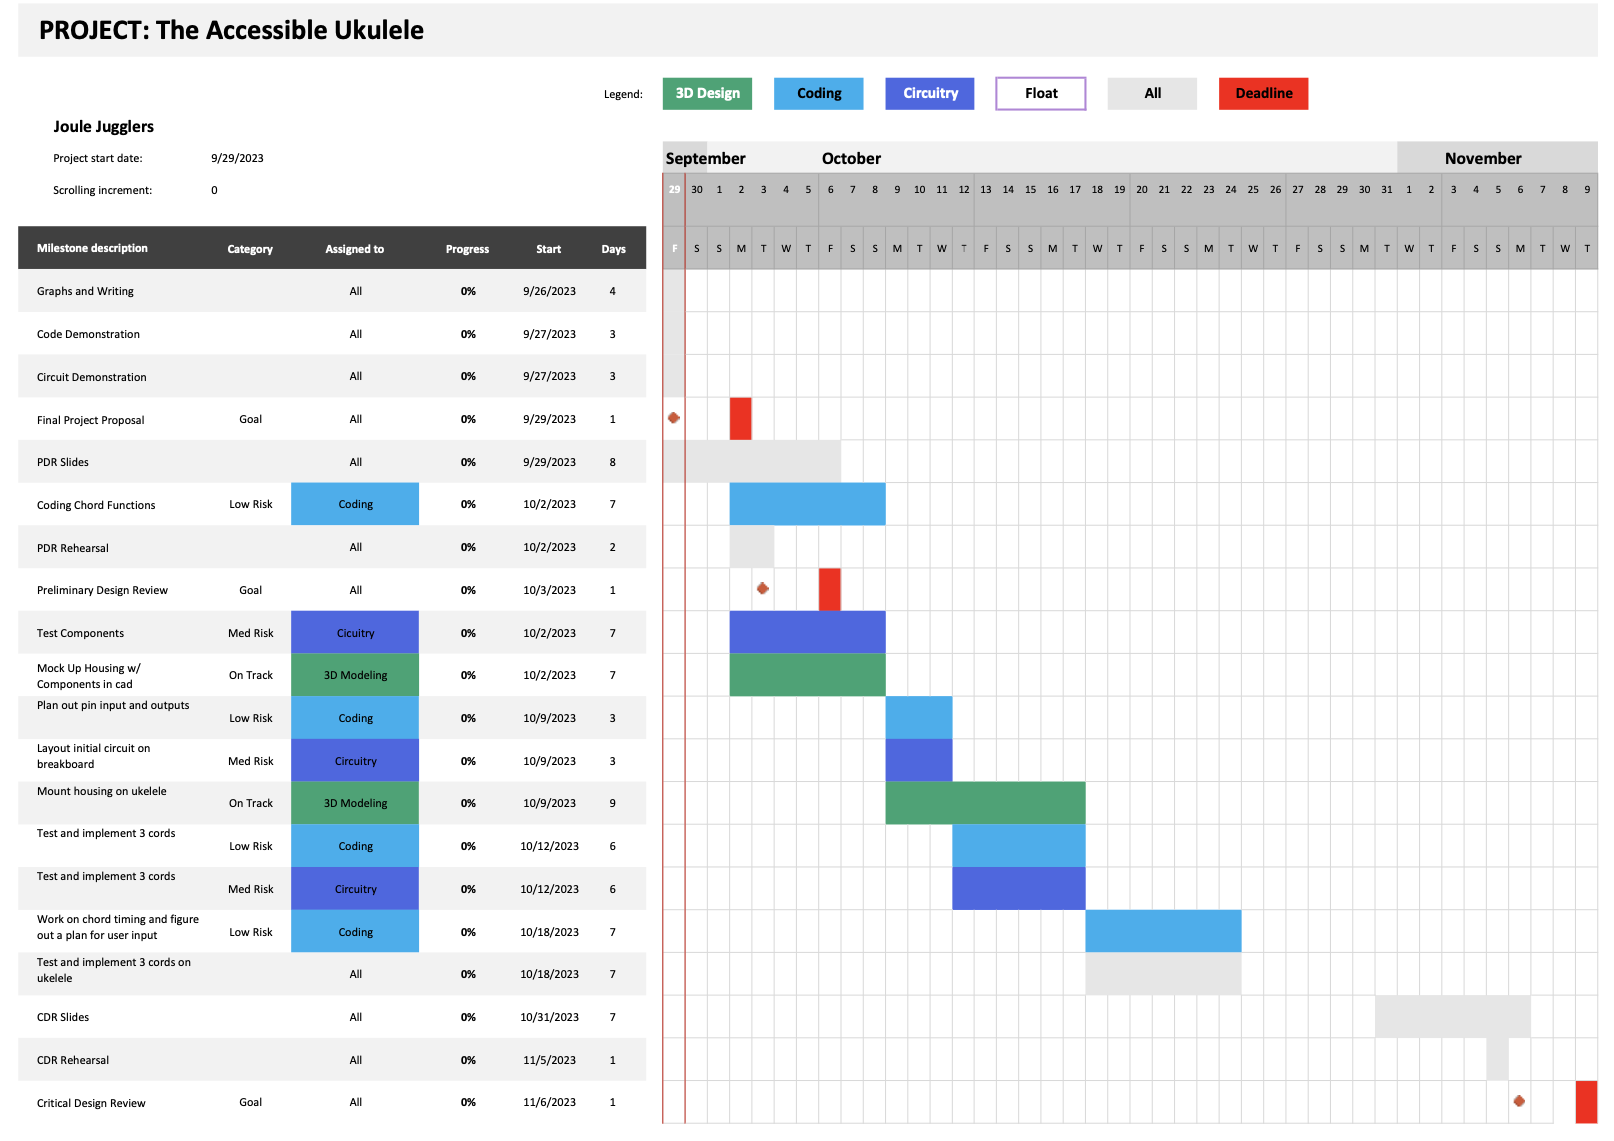 PROJECT: The Accessible Ukulele
Legend: 3D Design Coding Circuitry Float All Deadline
Joule Jugglers
Project start date: 9/29/2023
Scrolling increment: 0
September October November
29 30 1 2 3 4 5 6 7 8 9 10 11 12 13 14 15 16 17 18 19 20 21 22 23 24 25 26 27 28 29 30 31 1 2 3 4 5 6 7 8 9
Milestone description Category Assigned to Progress Start Days
F S S M T W T F S S M T W T F S S M T W T F S S M T W T F S S M T W T F S S M T W T
Graphs and Writing All 0% 9/26/2023 4
Code Demonstration All 0% 9/27/2023 3
Circuit Demonstration All 0% 9/27/2023 3
Final Project Proposal Goal All 0% 9/29/2023 1
PDR Slides All 0% 9/29/2023 8
Coding Chord Functions Low Risk Coding 0% 10/2/2023 7
PDR Rehearsal All 0% 10/2/2023 2
Preliminary Design Review Goal All 0% 10/3/2023 1
Test Components Med Risk Cicuitry 0% 10/2/2023 7
Mock Up Housing w/
Components in cad On Track 3D Modeling 0% 10/2/2023 7
Plan out pin input and outputs
Low Risk Coding 0% 10/9/2023 3
Layout initial circuit on
breakboard Med Risk Circuitry 0% 10/9/2023 3
Mount housing on ukelele
On Track 3D Modeling 0% 10/9/2023 9
Test and implement 3 cords
Low Risk Coding 0% 10/12/2023 6
Test and implement 3 cords
Med Risk Circuitry 0% 10/12/2023 6
Work on chord timing and figure
out a plan for user input Low Risk Coding 0% 10/18/2023 7
Test and implement 3 cords on
ukelele All 0% 10/18/2023 7
CDR Slides All 0% 10/31/2023 7
CDR Rehearsal All 0% 11/5/2023 1
Critical Design Review Goal All 0% 11/6/2023 1